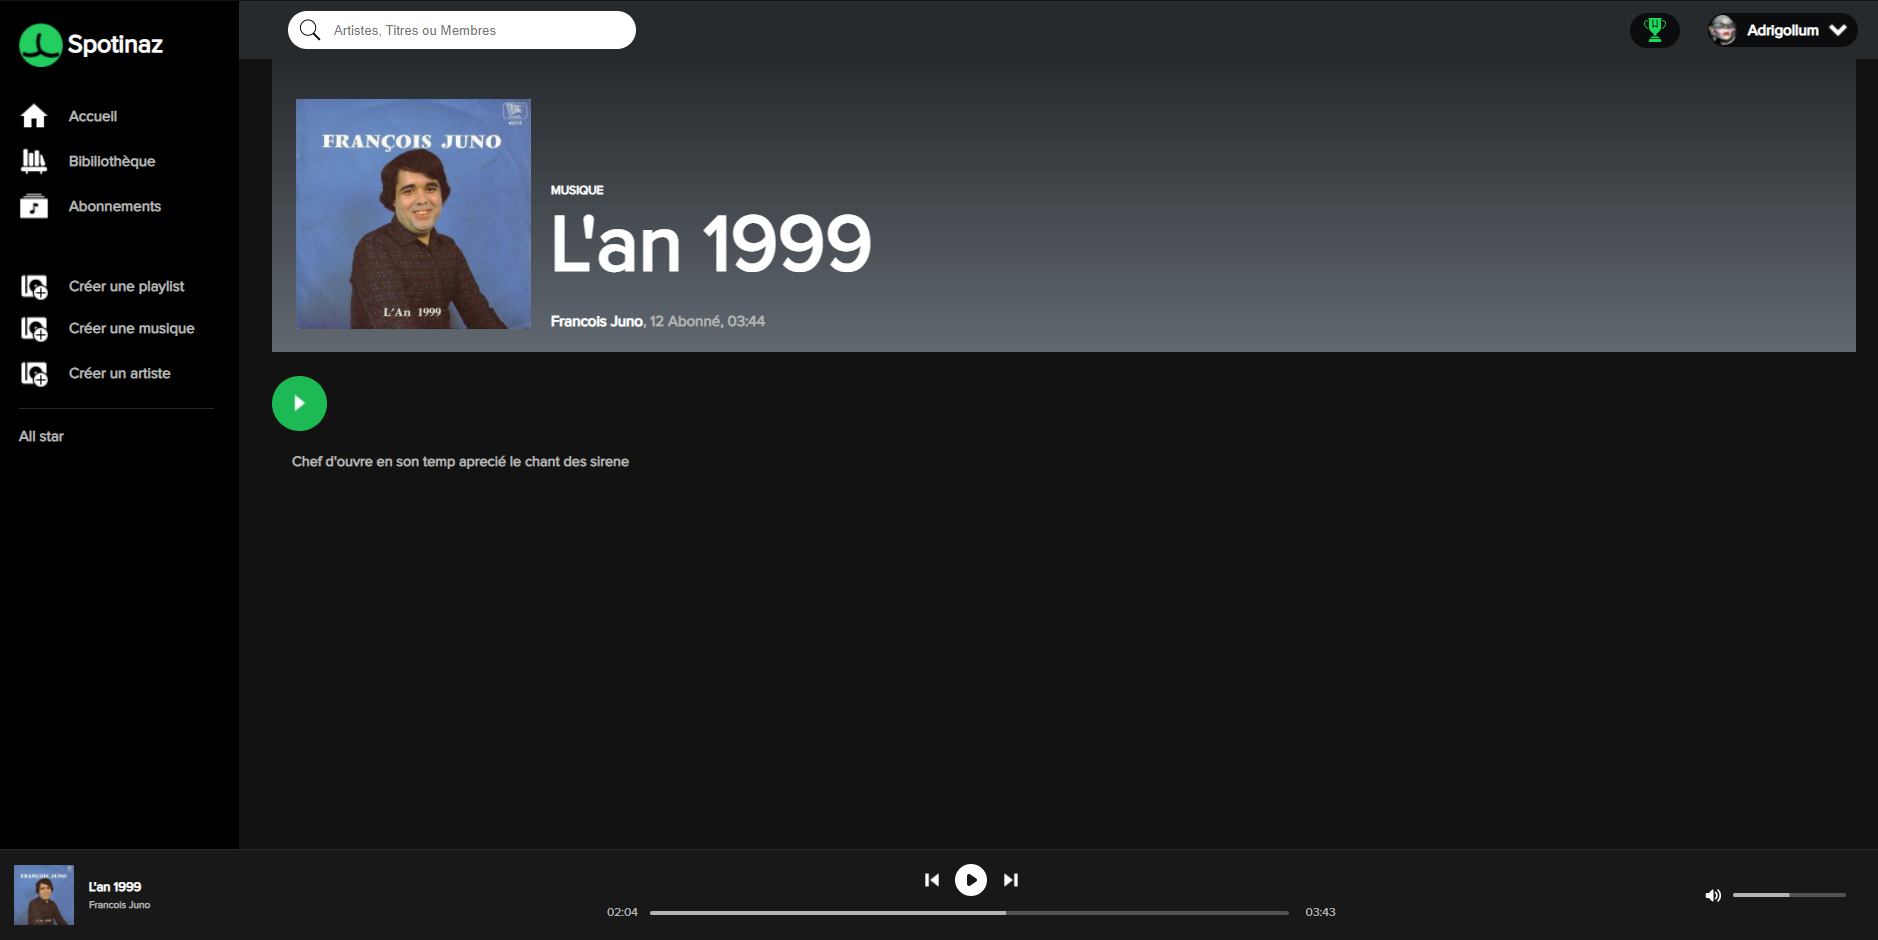 Spotinaz
Artistes, Titres ou Membres
Adrigollum
Accueil
Bibiliothèque
Abonnements
Créer une playlist
Créer une musique
Créer un artiste
All star
FRANÇOIS JUNO
L'An 1999
MUSIQUE
L'an 1999
Francois Juno, 12 Abonné, 03:44
Chef d'ouvre en son temp aprecié le chant des sirene
FRANÇOIS JUNO
L'an 1999
Francois Juno
02:04
03:43